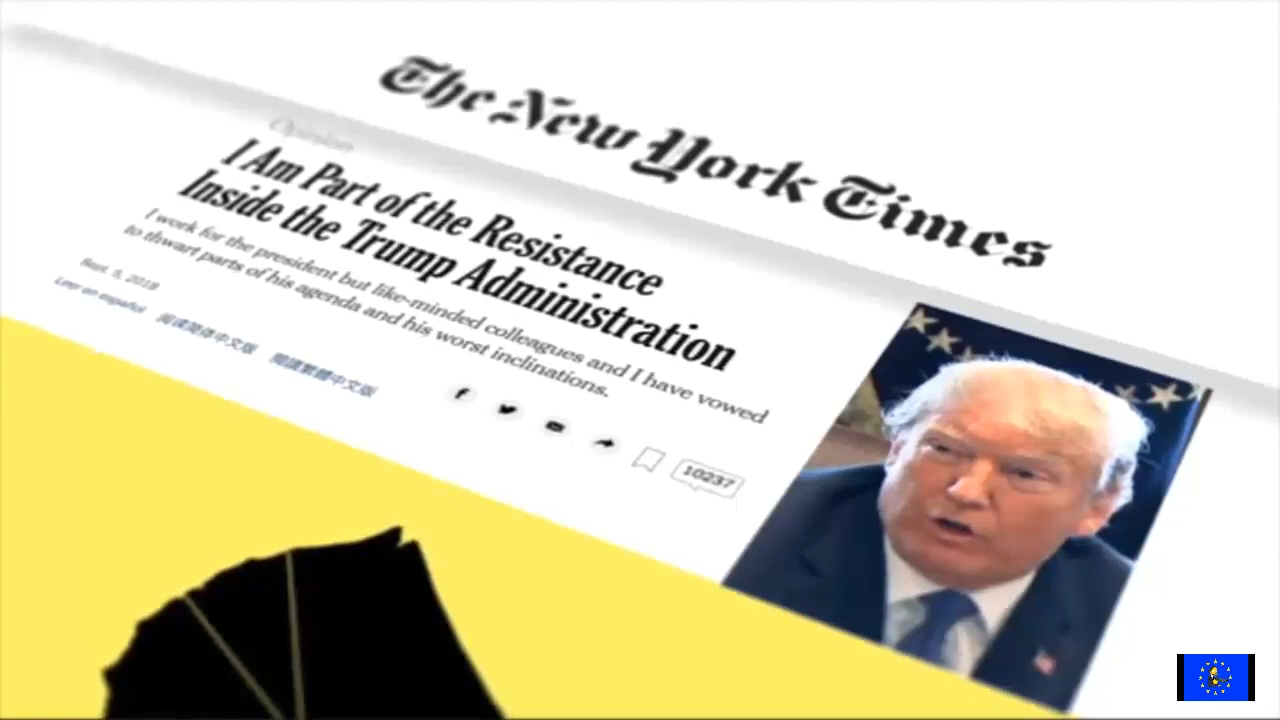 The New York Times
Opinion
I Am Part of the Resistance
Inside the Trump Administration
I work for the president but like-minded colleagues and I have vowed
to thwart parts of his agenda and his worst inclinations.
Sept. 5, 2018
Leer en español 阅读简体中文版 閱讀繁體中文版
10237